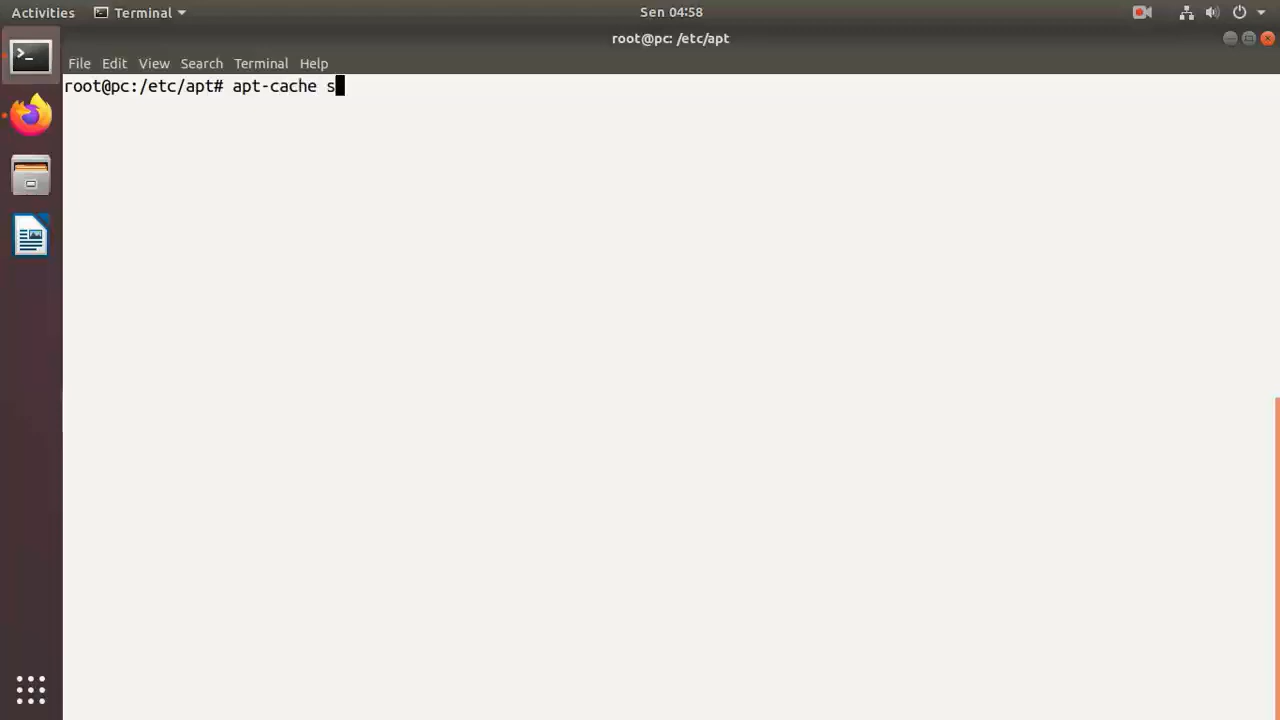 Activities Terminal Sen 04:58
root@pc: /etc/apt
File Edit View Search Terminal Help
root@pc:/etc/apt# apt-cache s